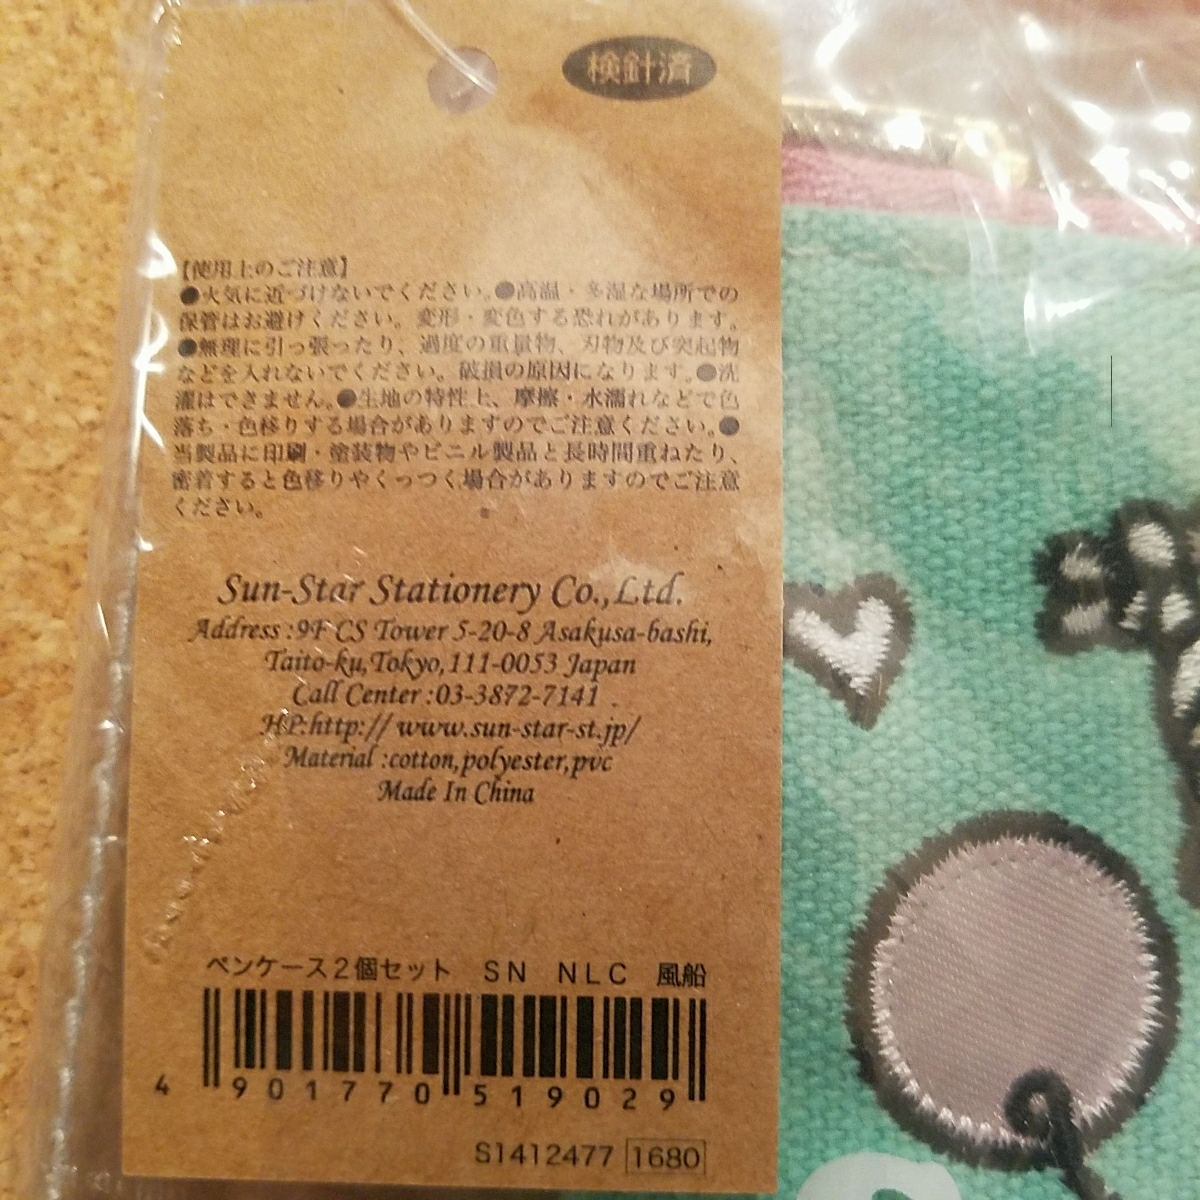 検針済
【使用上のご注意】
●火気に近づけないでください。●高温・多湿な場所での
保管はお避けください。変形・変色する恐れがあります。
●無理に引っ張ったり、過度の重量物、刃物及び突起物
などを入れないでください。破損の原因になります。●洗
濯はできません。●生地の特性上、摩擦・水濡れなどで色
落ち・色移りする場合がありますのでご注意ください。●
当製品に印刷・塗装物やビニル製品と長時間重ねたり、
密着すると色移りやくっつく場合がありますのでご注意
ください。
Sun-Star Stationery Co.,Ltd.
Address:9F CS Tower 5-20-8 Asakusa-bashi,
Taito-ku,Tokyo,111-0053 Japan
Call Center:03-3872-7141
HP:http://www.sun-star-st.jp/
Material:cotton,polyester,pvc
Made In China
ペンケース2個セット SN NLC 風船
4 901770 519029
S1412477 1680